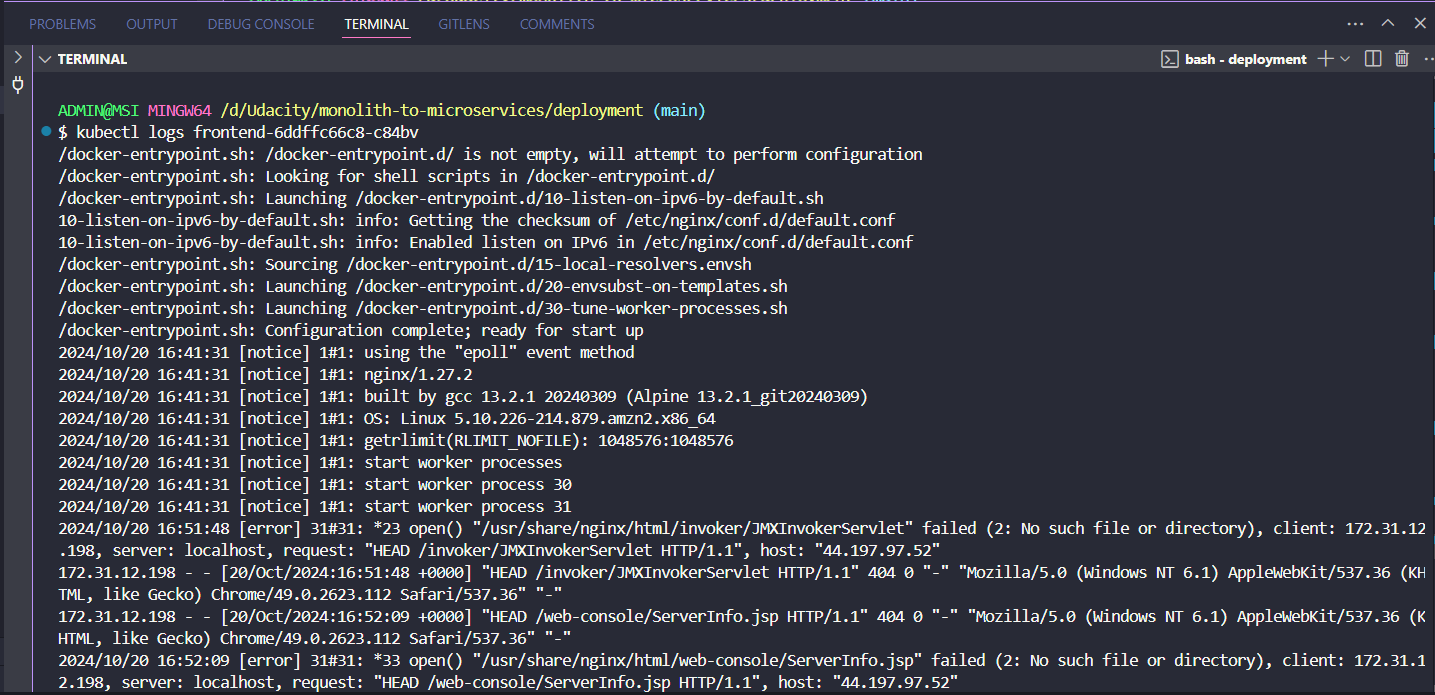 PROBLEMS OUTPUT DEBUG CONSOLE TERMINAL GITLENS COMMENTS
TERMINAL bash - deployment
ADMIN@MSI MINGW64 /d/Udacity/monolith-to-microservices/deployment (main)
$ kubectl logs frontend-6ddffc66c8-c84bv
/docker-entrypoint.sh: /docker-entrypoint.d/ is not empty, will attempt to perform configuration
/docker-entrypoint.sh: Looking for shell scripts in /docker-entrypoint.d/
/docker-entrypoint.sh: Launching /docker-entrypoint.d/10-listen-on-ipv6-by-default.sh
10-listen-on-ipv6-by-default.sh: info: Getting the checksum of /etc/nginx/conf.d/default.conf
10-listen-on-ipv6-by-default.sh: info: Enabled listen on IPv6 in /etc/nginx/conf.d/default.conf
/docker-entrypoint.sh: Sourcing /docker-entrypoint.d/15-local-resolvers.envsh
/docker-entrypoint.sh: Launching /docker-entrypoint.d/20-envsubst-on-templates.sh
/docker-entrypoint.sh: Launching /docker-entrypoint.d/30-tune-worker-processes.sh
/docker-entrypoint.sh: Configuration complete; ready for start up
2024/10/20 16:41:31 [notice] 1#1: using the "epoll" event method
2024/10/20 16:41:31 [notice] 1#1: nginx/1.27.2
2024/10/20 16:41:31 [notice] 1#1: built by gcc 13.2.1 20240309 (Alpine 13.2.1_git20240309)
2024/10/20 16:41:31 [notice] 1#1: OS: Linux 5.10.226-214.879.amzn2.x86_64
2024/10/20 16:41:31 [notice] 1#1: getrlimit(RLIMIT_NOFILE): 1048576:1048576
2024/10/20 16:41:31 [notice] 1#1: start worker processes
2024/10/20 16:41:31 [notice] 1#1: start worker process 30
2024/10/20 16:41:31 [notice] 1#1: start worker process 31
2024/10/20 16:51:48 [error] 31#31: *23 open() "/usr/share/nginx/html/invoker/JMXInvokerServlet" failed (2: No such file or directory), client: 172.31.12
.198, server: localhost, request: "HEAD /invoker/JMXInvokerServlet HTTP/1.1", host: "44.197.97.52"
172.31.12.198 - - [20/Oct/2024:16:51:48 +0000] "HEAD /invoker/JMXInvokerServlet HTTP/1.1" 404 0 "-" "Mozilla/5.0 (Windows NT 6.1) AppleWebKit/537.36 (KH
TML, like Gecko) Chrome/49.0.2623.112 Safari/537.36" "-"
172.31.12.198 - - [20/Oct/2024:16:52:09 +0000] "HEAD /web-console/ServerInfo.jsp HTTP/1.1" 404 0 "-" "Mozilla/5.0 (Windows NT 6.1) AppleWebKit/537.36 (K
HTML, like Gecko) Chrome/49.0.2623.112 Safari/537.36" "-"
2024/10/20 16:52:09 [error] 31#31: *33 open() "/usr/share/nginx/html/web-console/ServerInfo.jsp" failed (2: No such file or directory), client: 172.31.1
2.198, server: localhost, request: "HEAD /web-console/ServerInfo.jsp HTTP/1.1", host: "44.197.97.52"